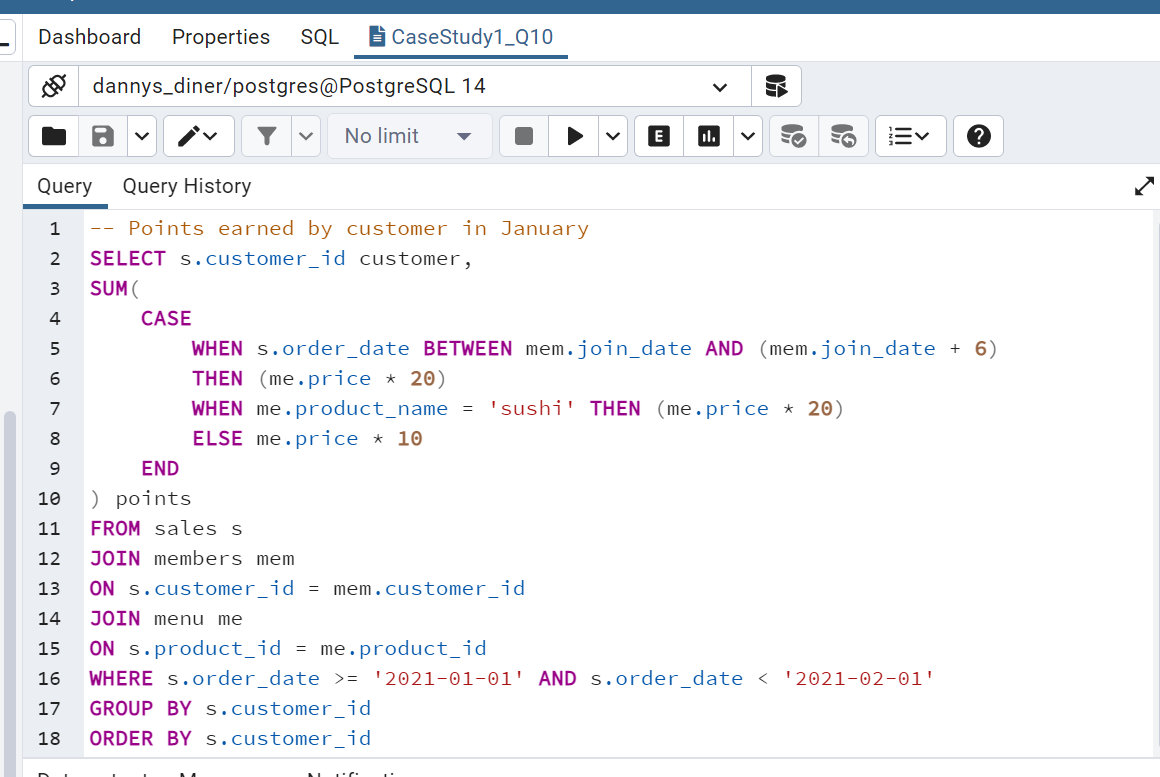 Dashboard Properties SQL CaseStudy1_Q10
dannys_diner/postgres@PostgreSQL 14
No limit E
Query Query History
1 -- Points earned by customer in January
2 SELECT s.customer_id customer,
3 SUM(
4 CASE
5 WHEN s.order_date BETWEEN mem.join_date AND (mem.join_date + 6)
6 THEN (me.price * 20)
7 WHEN me.product_name = 'sushi' THEN (me.price * 20)
8 ELSE me.price * 10
9 END
10 ) points
11 FROM sales s
12 JOIN members mem
13 ON s.customer_id = mem.customer_id
14 JOIN menu me
15 ON s.product_id = me.product_id
16 WHERE s.order_date >= '2021-01-01' AND s.order_date < '2021-02-01'
17 GROUP BY s.customer_id
18 ORDER BY s.customer_id